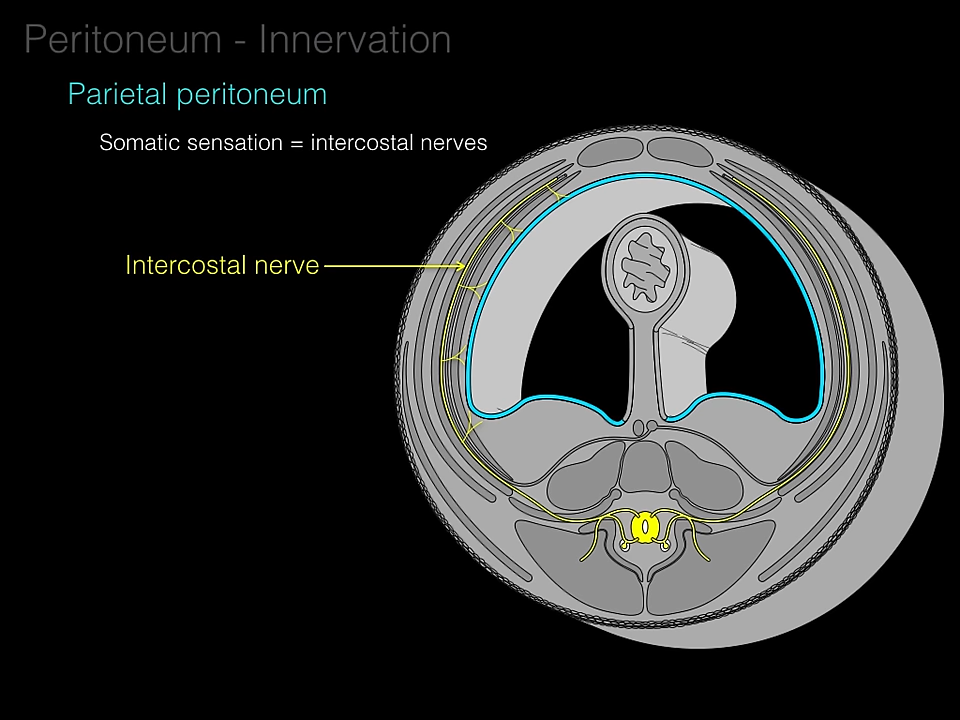 Peritoneum - Innervation
Parietal peritoneum
Somatic sensation = intercostal nerves
Intercostal nerve